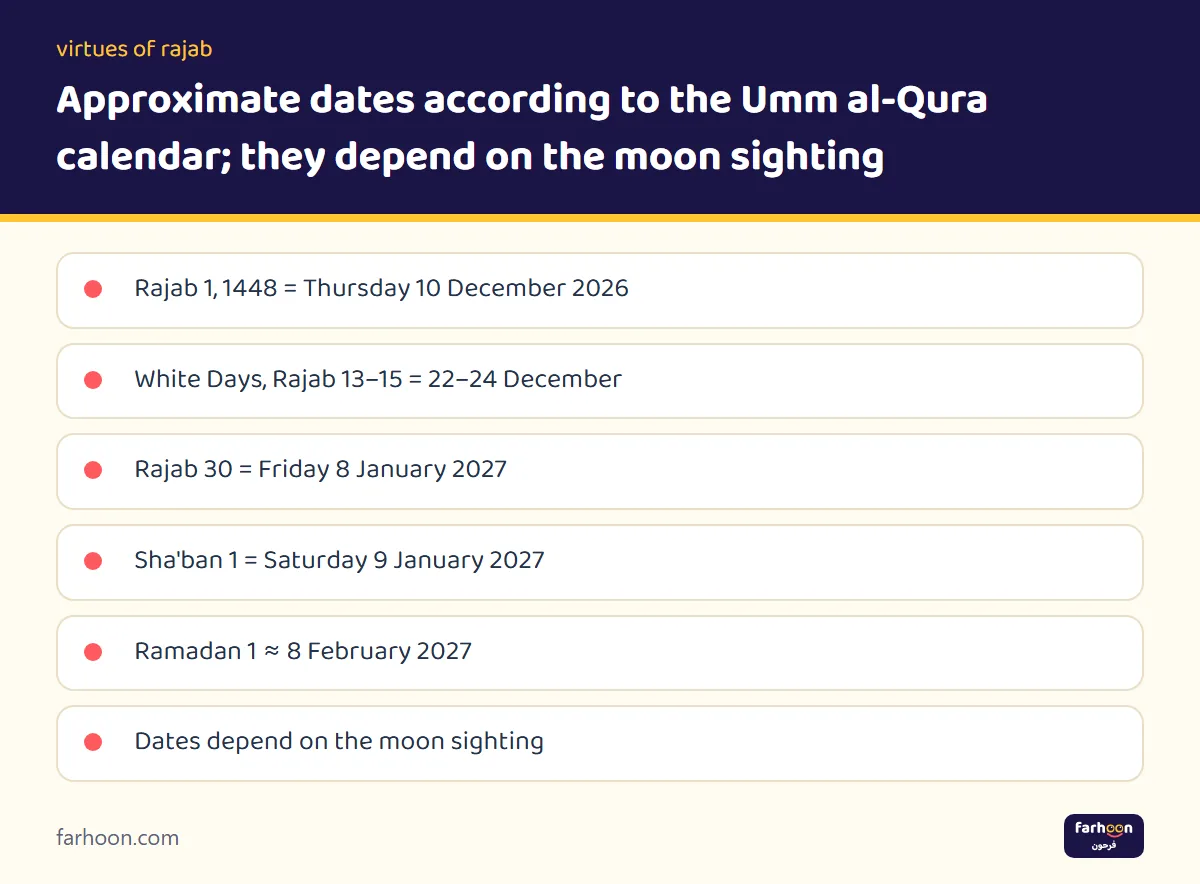 virtues of rajab
Approximate dates according to the Umm al-Qura
calendar; they depend on the moon sighting
Rajab 1, 1448 = Thursday 10 December 2026
White Days, Rajab 13–15 = 22–24 December
Rajab 30 = Friday 8 January 2027
Sha'ban 1 = Saturday 9 January 2027
Ramadan 1 ≈ 8 February 2027
Dates depend on the moon sighting
farhoon.com
farhoon
فرحون